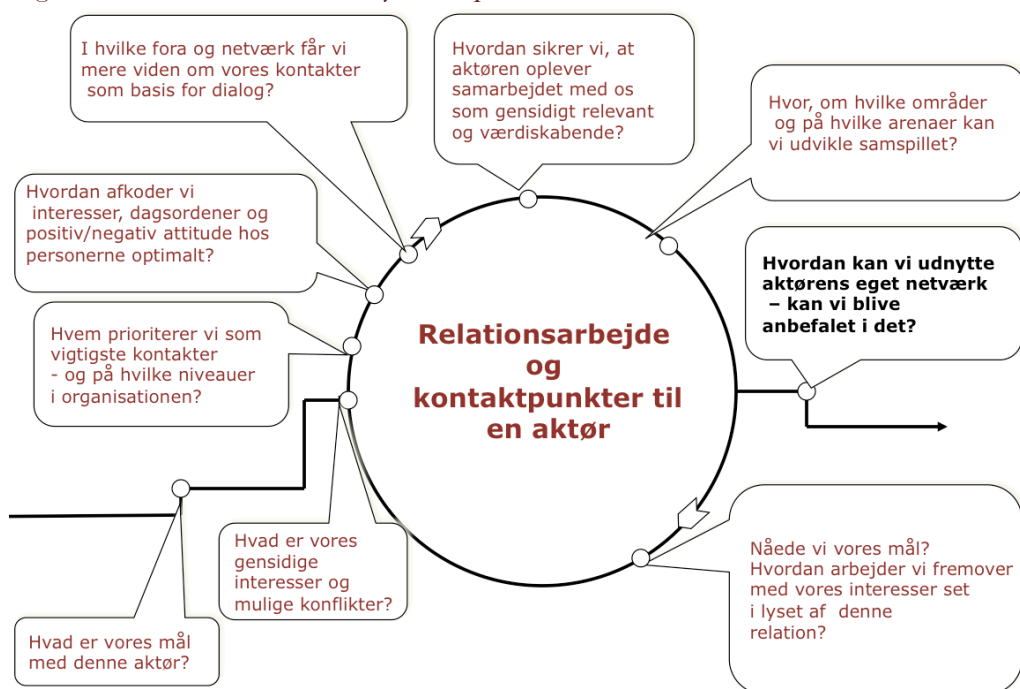 I hvilke fora og netværk får vi
mere viden om vores kontakter
som basis for dialog?
Hvordan sikrer vi, at
aktøren oplever
samarbejdet med os
som gensidigt relevant
og værdiskabende?
Hvor, om hvilke områder
og på hvilke arenaer kan
vi udvikle samspillet?
Hvordan afkoder vi
interesser, dagsordener og
positiv/negativ attitude hos
personerne optimalt?
Hvordan kan vi udnytte
aktørens eget netværk
– kan vi blive
anbefalet i det?
Hvem prioriterer vi som
vigtigste kontakter
- og på hvilke niveauer
i organisationen?
Relationsarbejde
og
kontaktpunkter til
en aktør
Hvad er vores
gensidige
interesser og
mulige konflikter?
Nåede vi vores mål?
Hvordan arbejder vi fremover
med vores interesser set
i lyset af denne
relation?
Hvad er vores mål
med denne aktør?